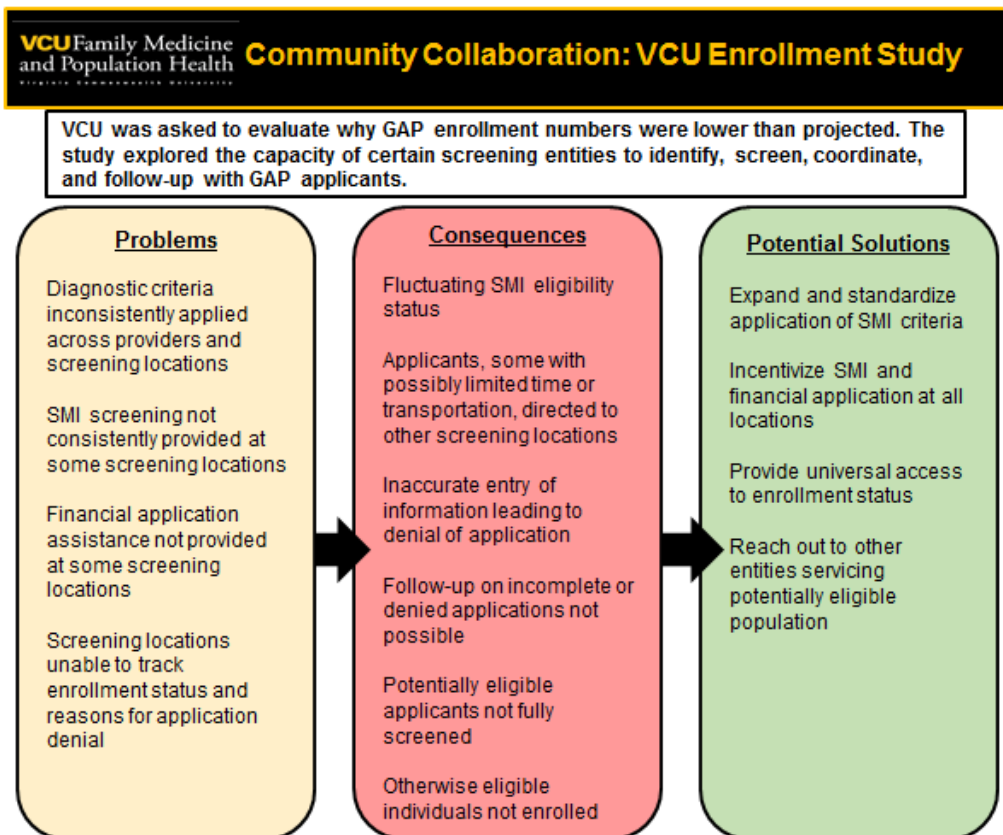 VCU Family Medicine
and Population Health
Virginia Commonwealth University
Community Collaboration: VCU Enrollment Study
VCU was asked to evaluate why GAP enrollment numbers were lower than projected. The
study explored the capacity of certain screening entities to identify, screen, coordinate,
and follow-up with GAP applicants.
Problems
Diagnostic criteria
inconsistently applied
across providers and
screening locations
SMI screening not
consistently provided at
some screening locations
Financial application
assistance not provided
at some screening
locations
Screening locations
unable to track
enrollment status and
reasons for application
denial
Consequences
Fluctuating SMI eligibility
status
Applicants, some with
possibly limited time or
transportation, directed to
other screening locations
Inaccurate entry of
information leading to
denial of application
Follow-up on incomplete or
denied applications not
possible
Potentially eligible
applicants not fully
screened
Otherwise eligible
individuals not enrolled
Potential Solutions
Expand and standardize
application of SMI criteria
Incentivize SMI and
financial application at all
locations
Provide universal access
to enrollment status
Reach out to other
entities servicing
potentially eligible
population